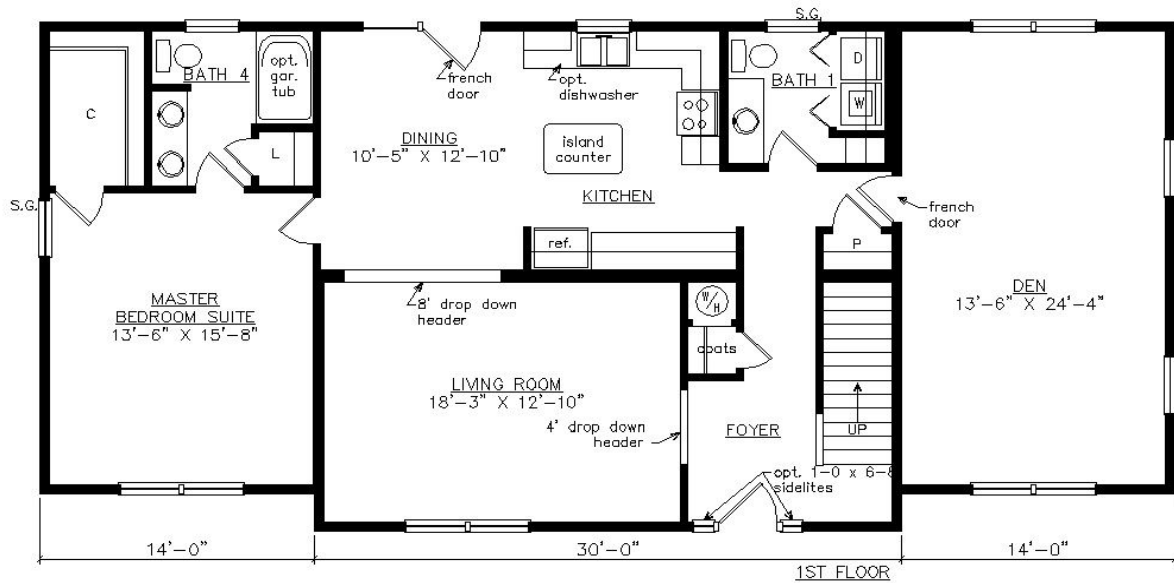 S.G.
BATH 4
opt.
gar.
tub
C
L
S.G.
MASTER
BEDROOM SUITE
13'-6" X 15'-8"
DINING
10'-5" X 12'-10"
french
door
opt.
dishwasher
island
counter
KITCHEN
ref.
BATH 1
D
W
P
french
door
DEN
13'-6" X 24'-4"
8' drop down
header
W/H
coats
LIVING ROOM
18'-3" X 12'-10"
4' drop down
header
FOYER
UP
opt. 1-0 x 6-8
sidelites
14'-0"
30'-0"
14'-0"
1ST FLOOR